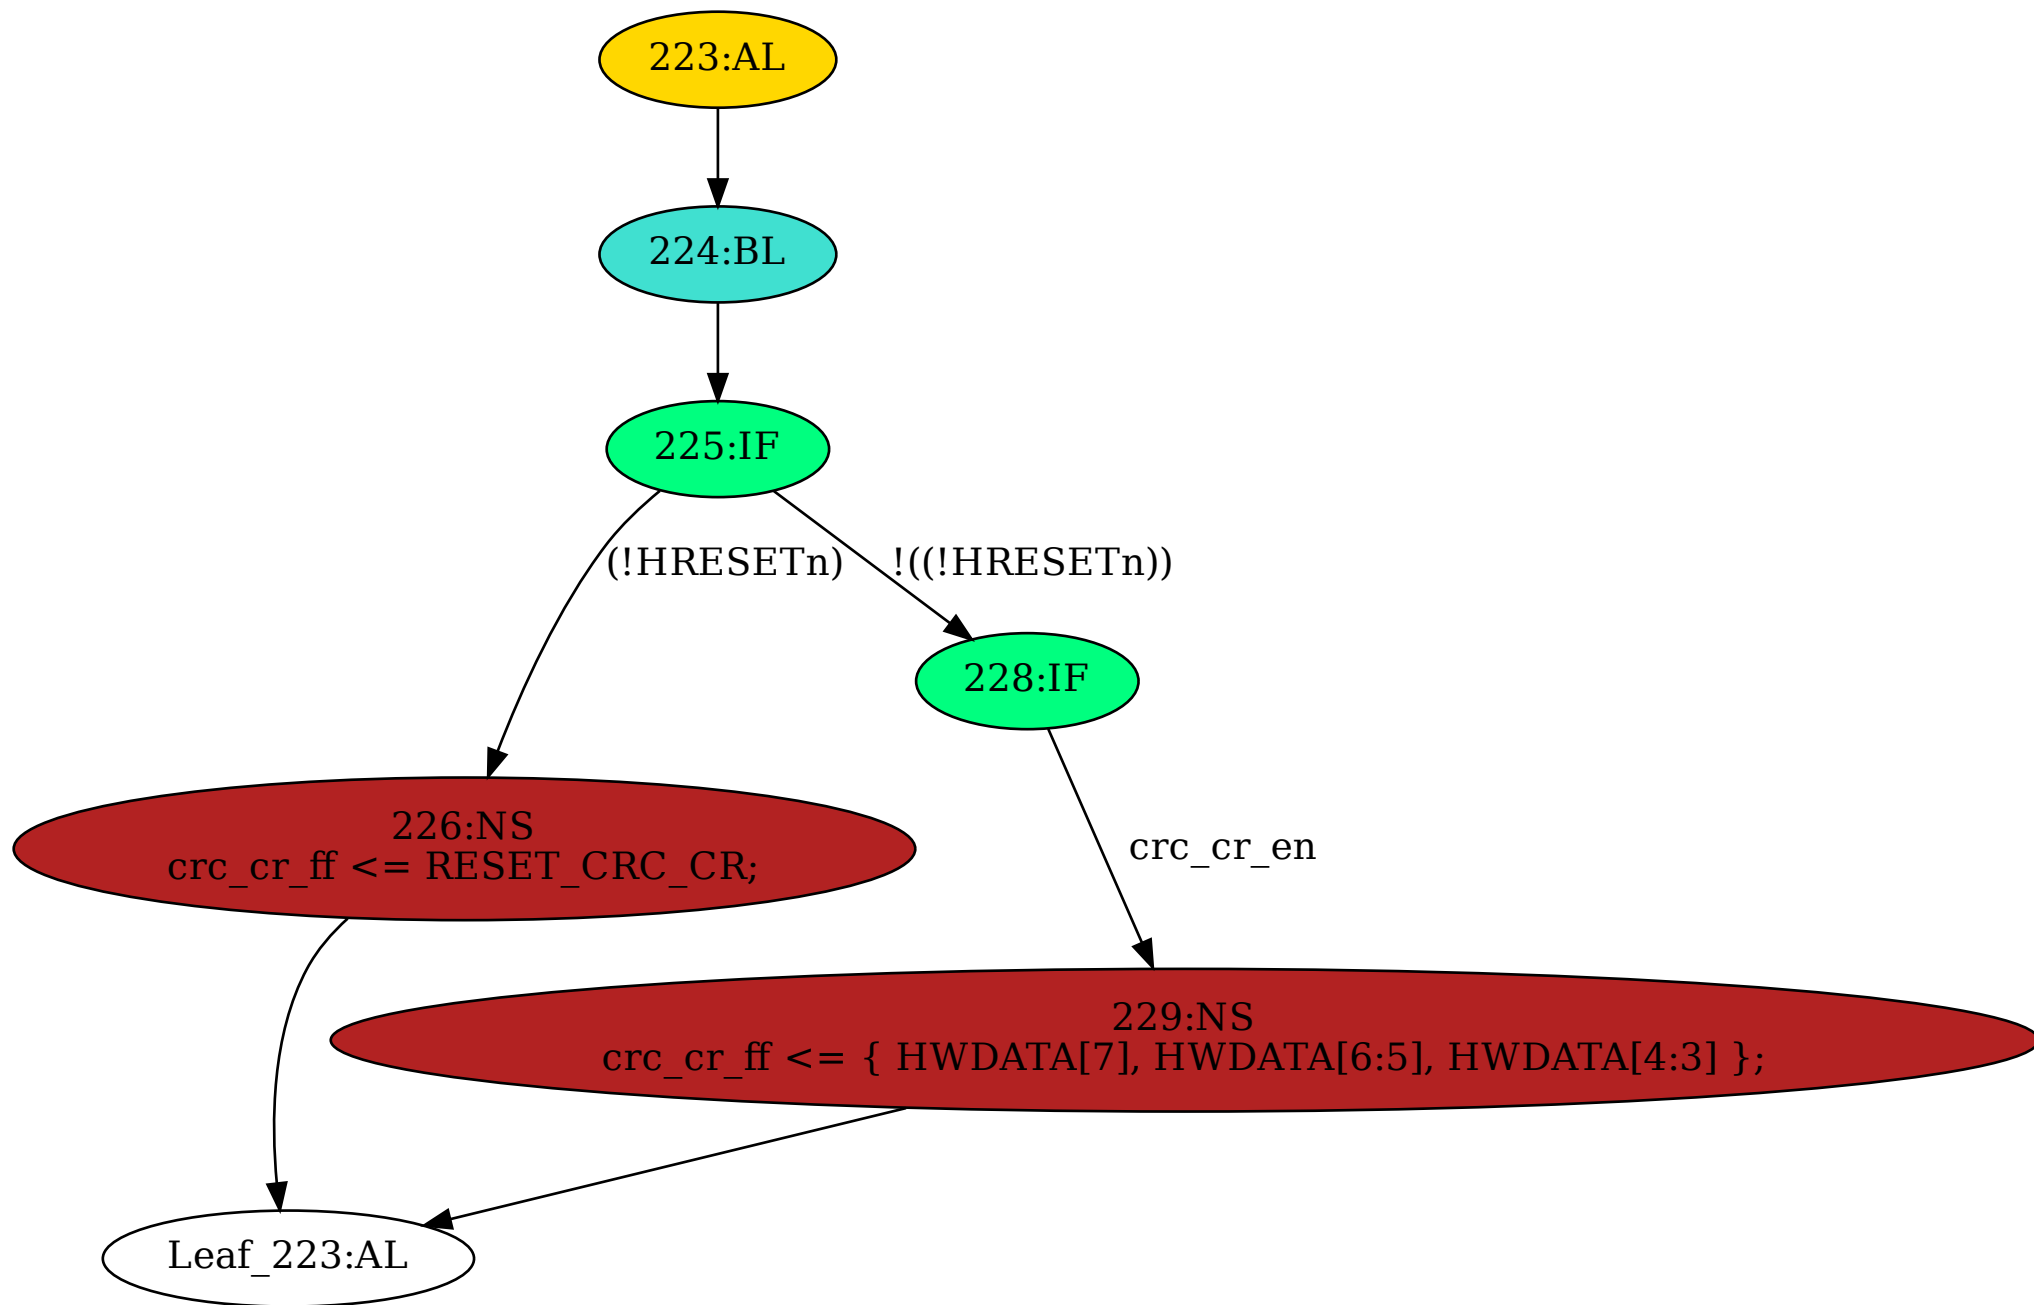 223:AL
224:BL
225:IF
(!HRESETn)
!((!HRESETn))
228:IF
226:NS
crc_cr_ff <= RESET_CRC_CR;
crc_cr_en
229:NS
crc_cr_ff <= { HWDATA[7], HWDATA[6:5], HWDATA[4:3] };
Leaf_223:AL